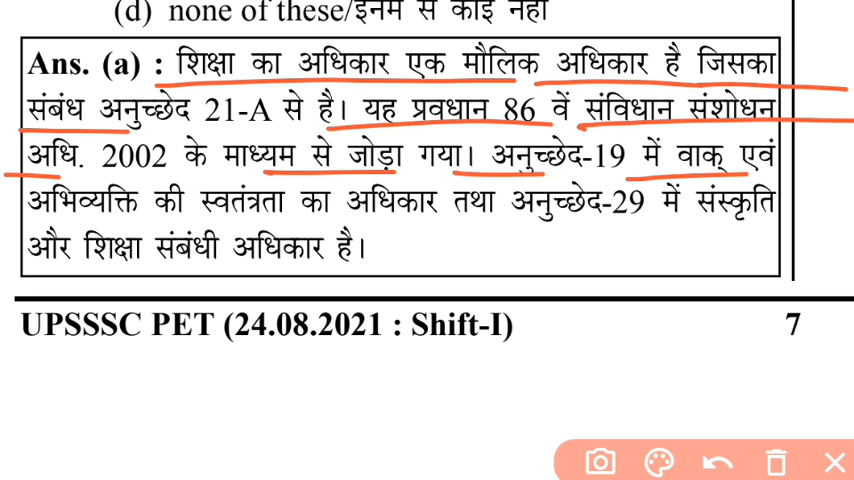 (d) none of these/इनमें से कोई नहीं
Ans. (a) : शिक्षा का अधिकार एक मौलिक अधिकार है जिसका
संबंध अनुच्छेद 21-A से है। यह प्रवधान 86 वें संविधान संशोधन
अधि. 2002 के माध्यम से जोड़ा गया। अनुच्छेद-19 में वाक् एवं
अभिव्यक्ति की स्वतंत्रता का अधिकार तथा अनुच्छेद-29 में संस्कृति
और शिक्षा संबंधी अधिकार है।
UPSSSC PET (24.08.2021 : Shift-I) 7